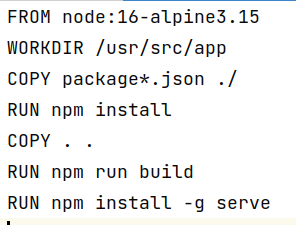 FROM node:16-alpine3.15
WORKDIR /usr/src/app
COPY package*.json ./
RUN npm install
COPY . .
RUN npm run build
RUN npm install -g serve